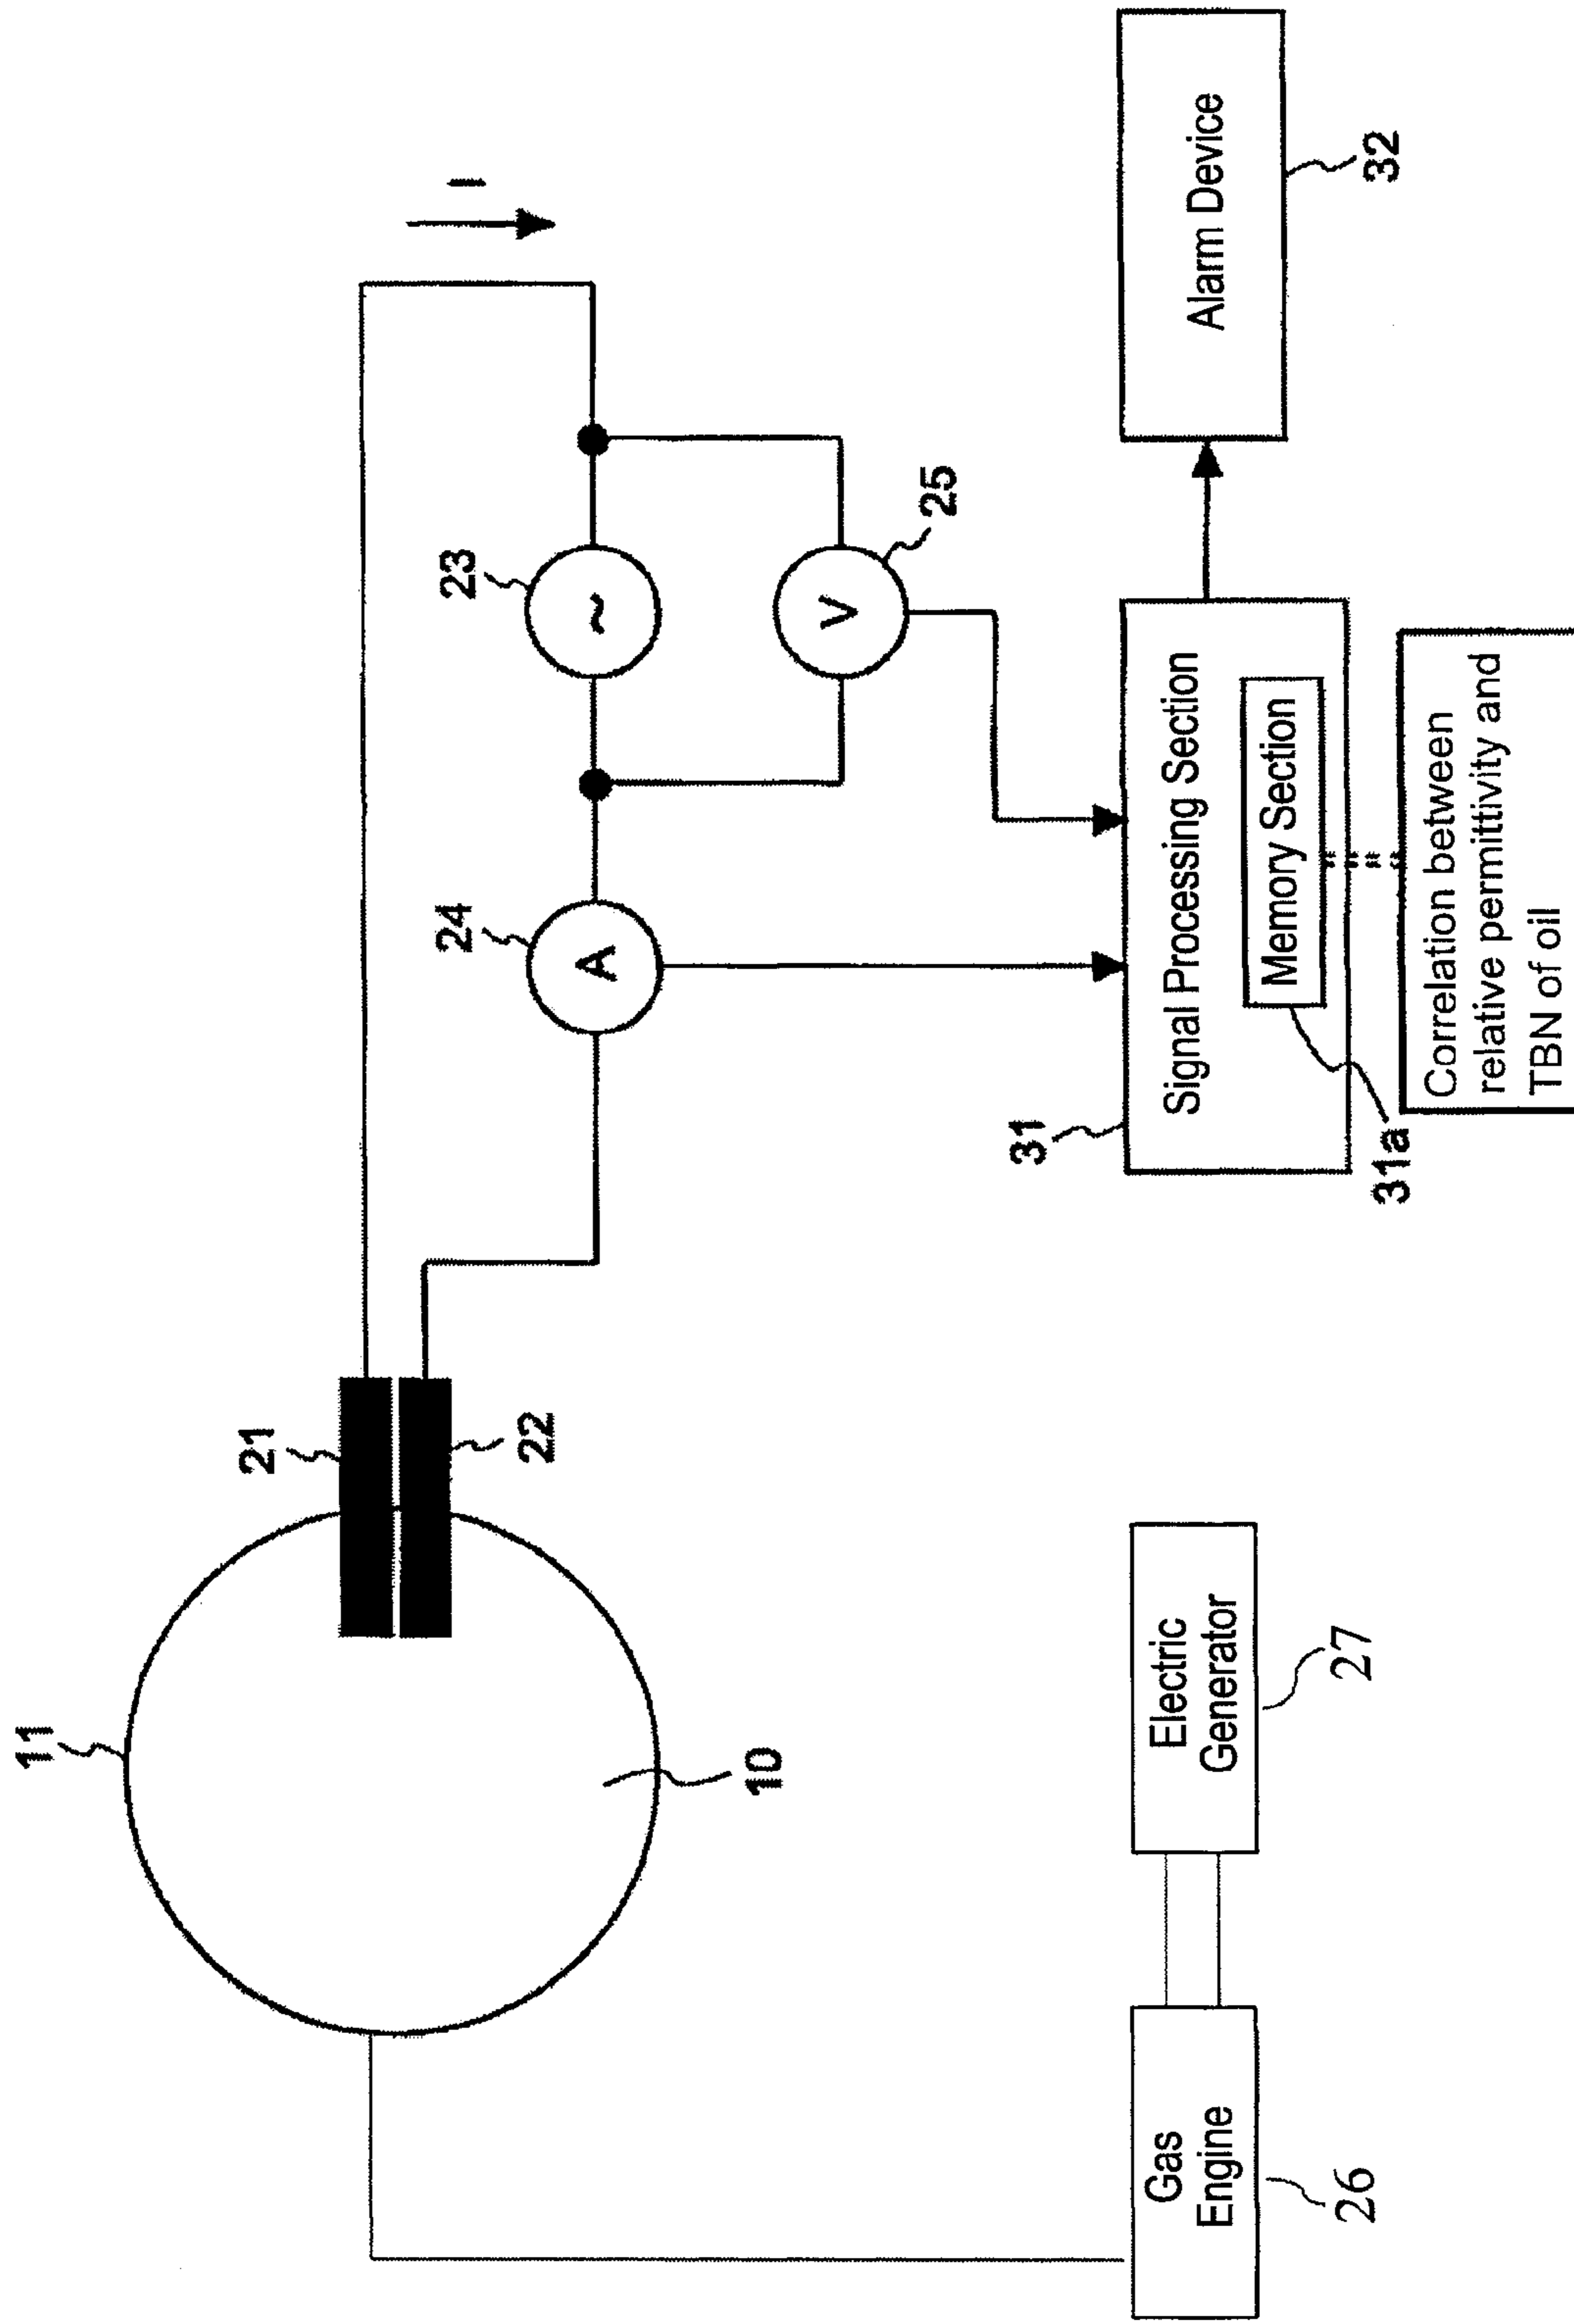 11
10
21
22
I
23
~
24
A
25
V
31
Signal Processing Section
Memory Section
31a
Correlation between
relative permittivity and
TBN of oil
Alarm Device
32
Gas
Engine
26
Electric
Generator
27